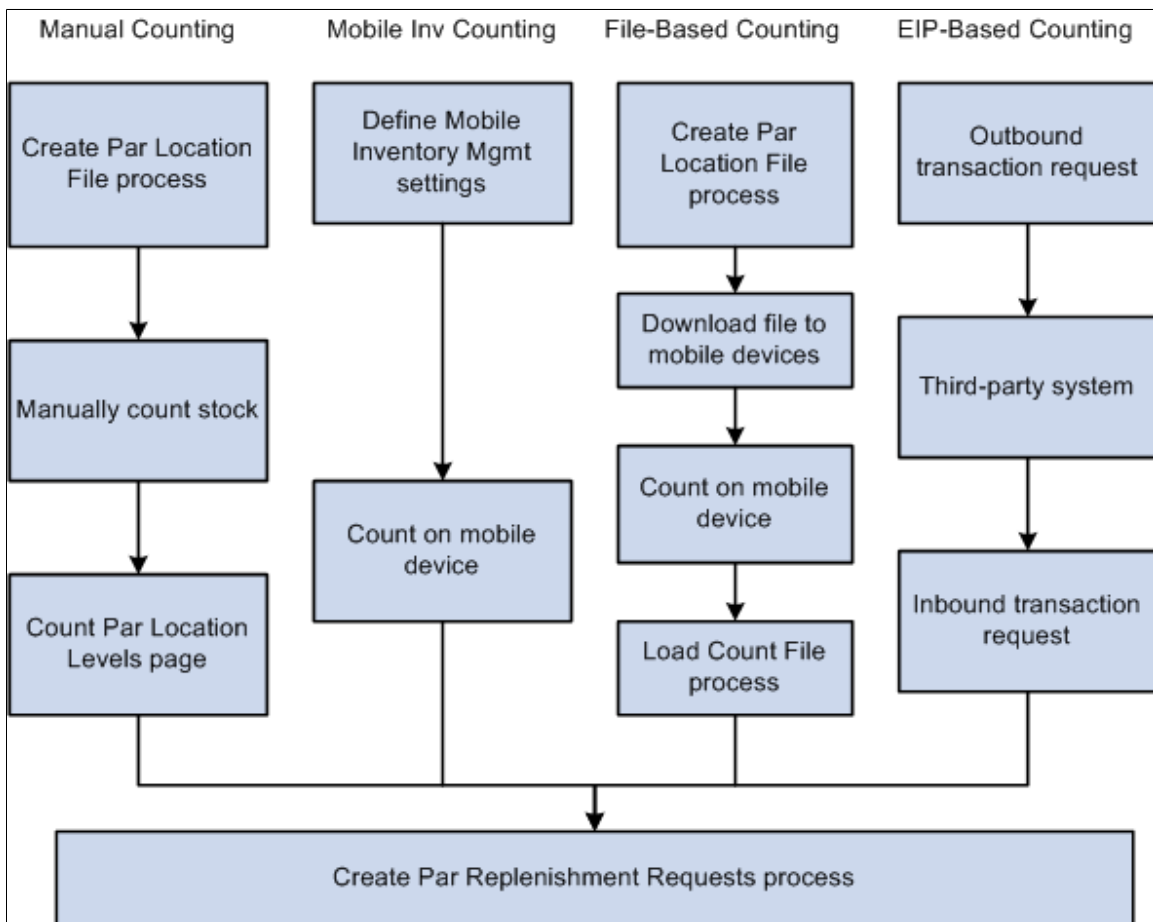 Manual Counting
Mobile Inv Counting
File-Based Counting
EIP-Based Counting
Create Par Location
File process
Manually count stock
Count Par Location
Levels page
Define Mobile
Inventory Mgmt
settings
Count on mobile
device
Create Par
Location File
process
Download file to
mobile devices
Count on mobile
device
Load Count File
process
Outbound
transaction request
Third-party system
Inbound transaction
request
Create Par Replenishment Requests process